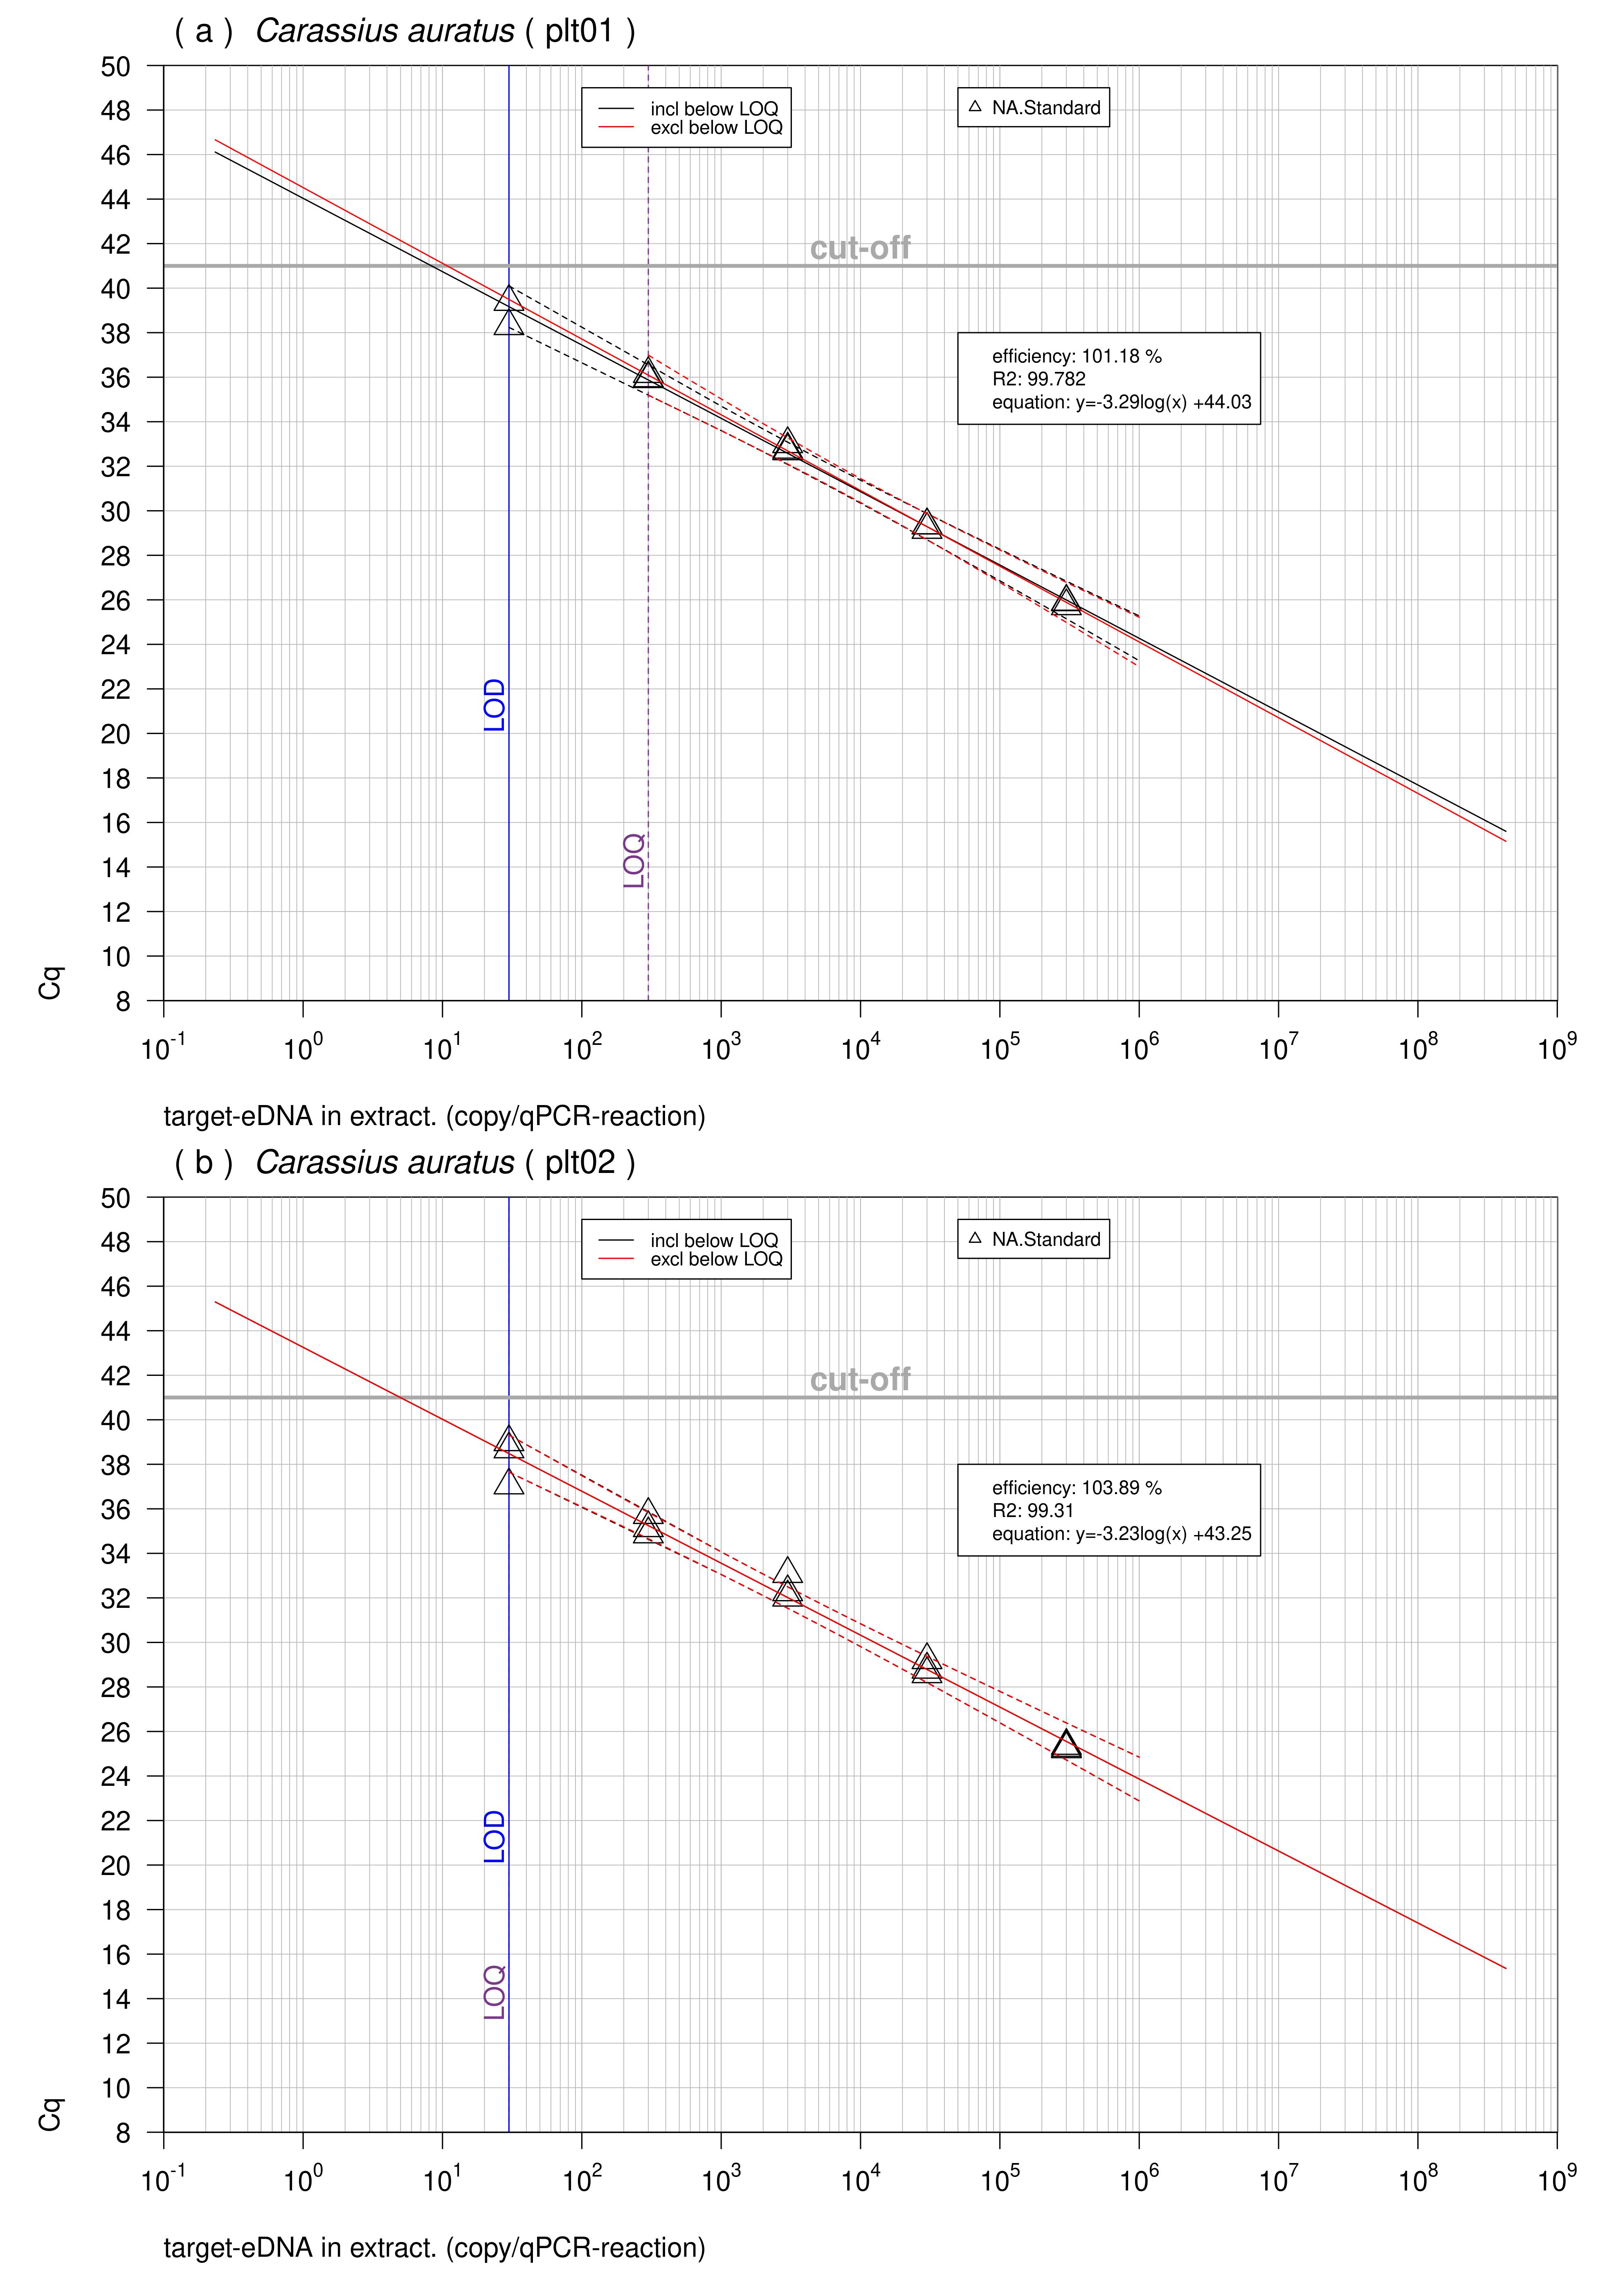 ( a ) Carassius auratus ( plt01 )
50
48
46
44
42
40
38
36
34
32
30
28
26
24
22
20
18
16
14
12
10
8
Cq
incl below LOQ
excl below LOQ
NA.Standard
cut-off
efficiency: 101.18 %
R2: 99.782
equation: y=-3.29log(x) +44.03
LOD
LOQ
10-1 100 101 102 103 104 105 106 107 108 109
target-eDNA in extract. (copy/qPCR-reaction)
( b ) Carassius auratus ( plt02 )
50
48
46
44
42
40
38
36
34
32
30
28
26
24
22
20
18
16
14
12
10
8
Cq
incl below LOQ
excl below LOQ
NA.Standard
cut-off
efficiency: 103.89 %
R2: 99.31
equation: y=-3.23log(x) +43.25
LOD
LOQ
10-1 100 101 102 103 104 105 106 107 108 109
target-eDNA in extract. (copy/qPCR-reaction)